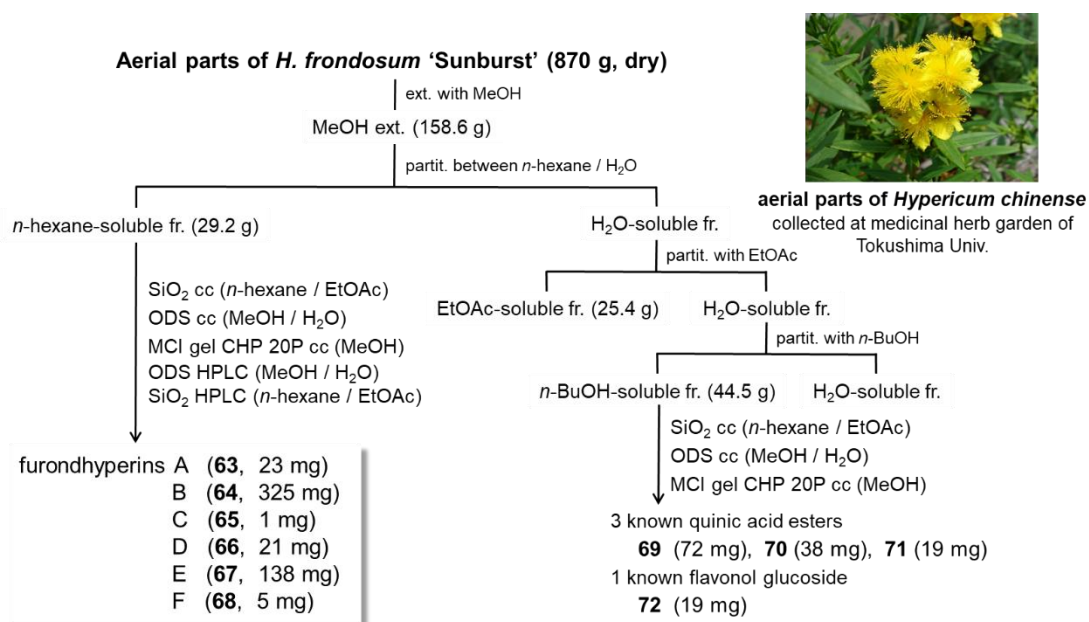 Aerial parts of H. frondosum ‘Sunburst’ (870 g, dry)
ext. with MeOH
MeOH ext. (158.6 g)
partit. between n-hexane / H₂O
n-hexane-soluble fr. (29.2 g)
SiO₂ cc (n-hexane / EtOAc)
ODS cc (MeOH / H₂O)
MCI gel CHP 20P cc (MeOH)
ODS HPLC (MeOH / H₂O)
SiO₂ HPLC (n-hexane / EtOAc)
furondhyperins A (63, 23 mg)
B (64, 325 mg)
C (65, 1 mg)
D (66, 21 mg)
E (67, 138 mg)
F (68, 5 mg)
H₂O-soluble fr.
partit. with EtOAc
EtOAc-soluble fr. (25.4 g)
H₂O-soluble fr.
partit. with n-BuOH
n-BuOH-soluble fr. (44.5 g)
H₂O-soluble fr.
SiO₂ cc (n-hexane / EtOAc)
ODS cc (MeOH / H₂O)
MCI gel CHP 20P cc (MeOH)
3 known quinic acid esters
69 (72 mg), 70 (38 mg), 71 (19 mg)
1 known flavonol glucoside
72 (19 mg)
aerial parts of Hypericum chinense
collected at medicinal herb garden of
Tokushima Univ.